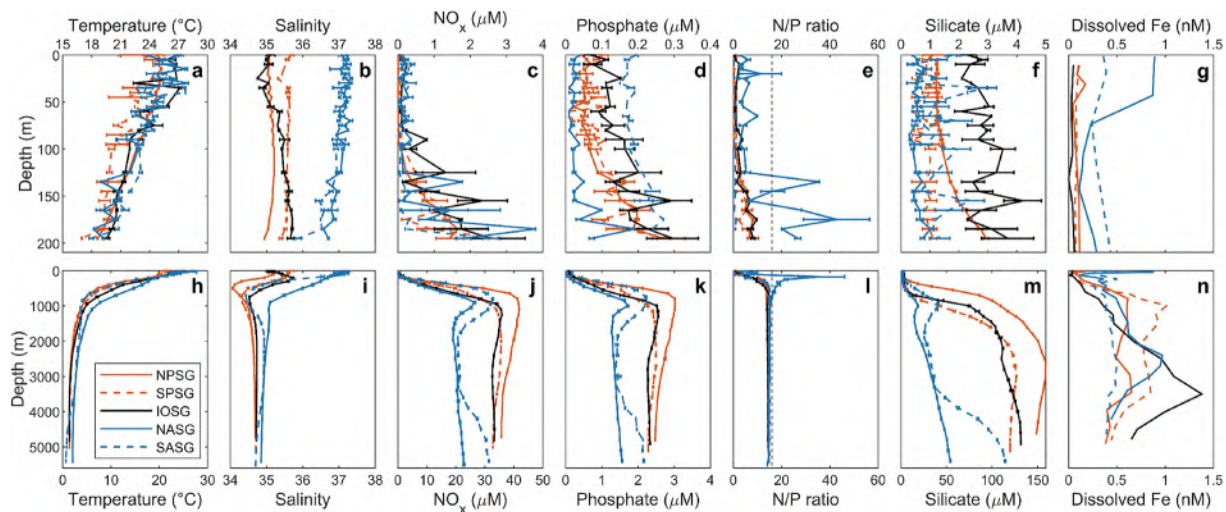 Temperature (°C) Salinity NOx (µM) Phosphate (µM) N/P ratio Silicate (µM) Dissolved Fe (nM)
15 18 21 24 27 30 34 35 36 37 38 0 1 2 3 4 0 0.1 0.2 0.3 0.4 0 20 40 60 0 1 2 3 4 5 0 0.5 1 1.5
0
50
100
150
200
Depth (m)
a b c d e f g
0
1000
2000
3000
4000
5000
Depth (m)
h i j k l m n
NPSG
SPSG
IOSG
NASG
SASG
0 10 20 30 34 35 36 37 38 0 10 20 30 40 50 0 1 2 3 4 0 20 40 60 0 50 100 150 0 0.5 1 1.5
Temperature (°C) Salinity NOx (µM) Phosphate (µM) N/P ratio Silicate (µM) Dissolved Fe (nM)